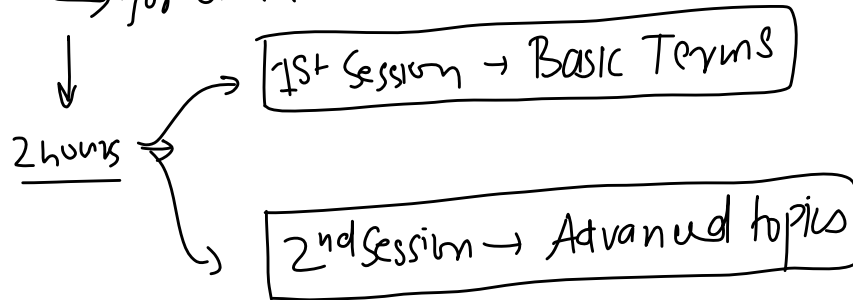 1st Session → Basic Terms
2 hours
2nd Session → Advanced topics